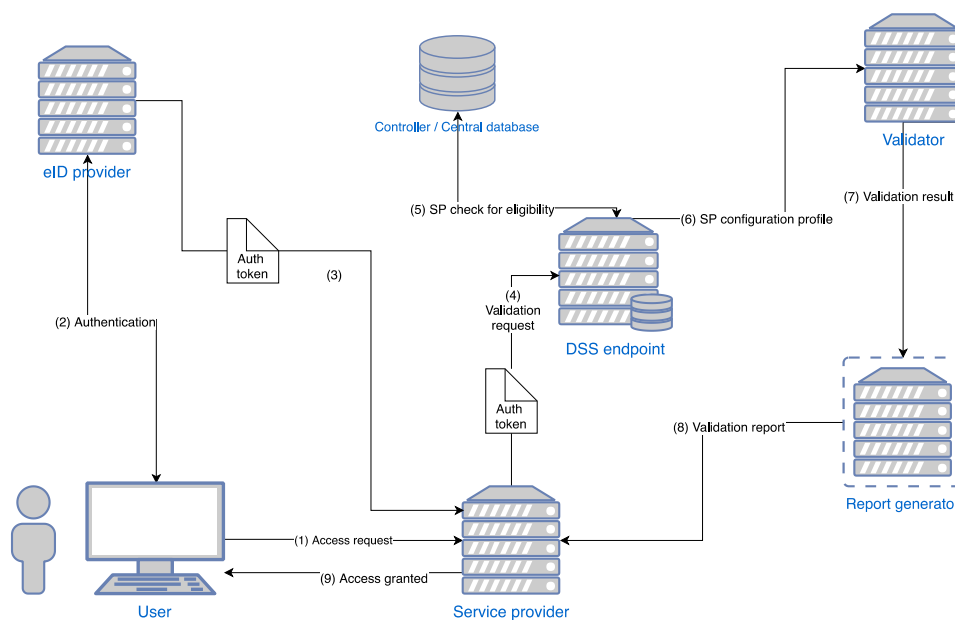 Controller / Central database
Validator
eID provider
(7) Validation result
(5) SP check for eligibility
(6) SP configuration profile
Auth
token
(3)
(4)
Validation
request
(2) Authentication
DSS endpoint
Auth
token
(8) Validation report
Report generator
(1) Access request
(9) Access granted
User
Service provider